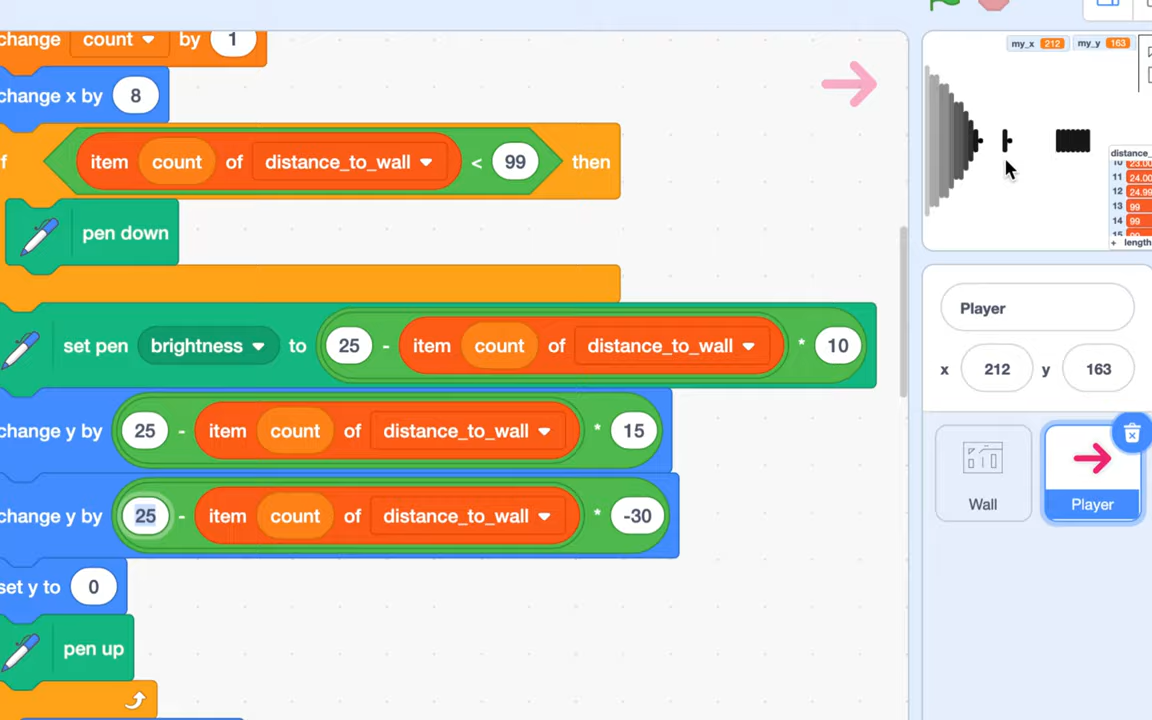 change count by 1
change x by 8
if item count of distance_to_wall < 99 then
pen down
set pen brightness to 25 - item count of distance_to_wall * 10
change y by 25 - item count of distance_to_wall * 15
change y by 25 - item count of distance_to_wall * -30
set y to 0
pen up
my_x 212 my_y 163
distance_
11 24.00
12 24.99
13 99
14 99
+ length
Player
x 212 y 163
Wall
Player